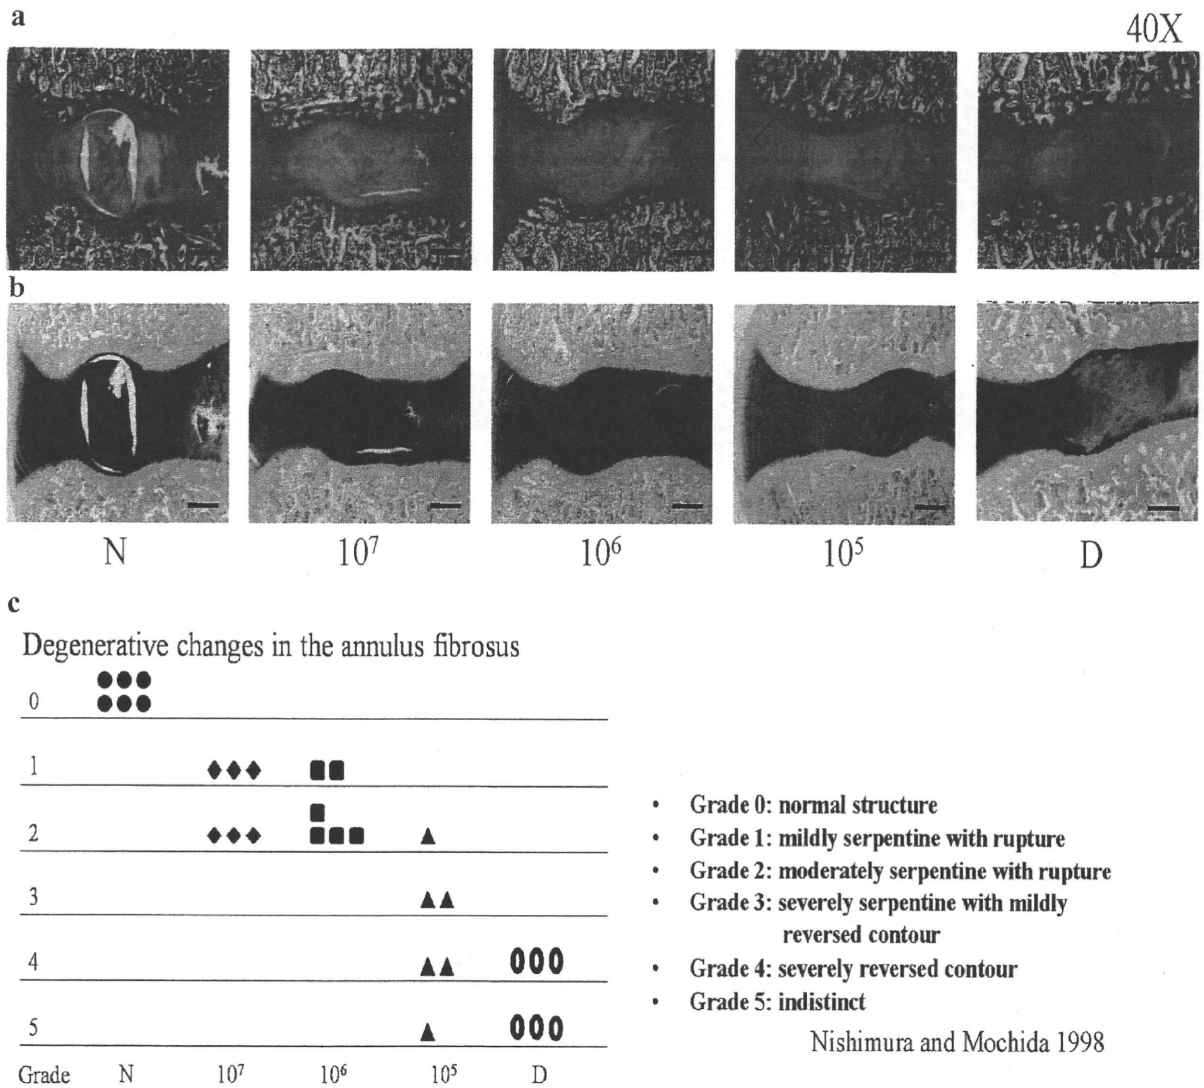 a
40X
b
N 10⁷ 10⁶ 10⁵ D
c
Degenerative changes in the annulus fibrosus
0
1
2
3
4
5
Grade N 10⁷ 10⁶ 10⁵ D
• Grade 0: normal structure
• Grade 1: mildly serpentine with rupture
• Grade 2: moderately serpentine with rupture
• Grade 3: severely serpentine with mildly
reversed contour
• Grade 4: severely reversed contour
• Grade 5: indistinct
Nishimura and Mochida 1998